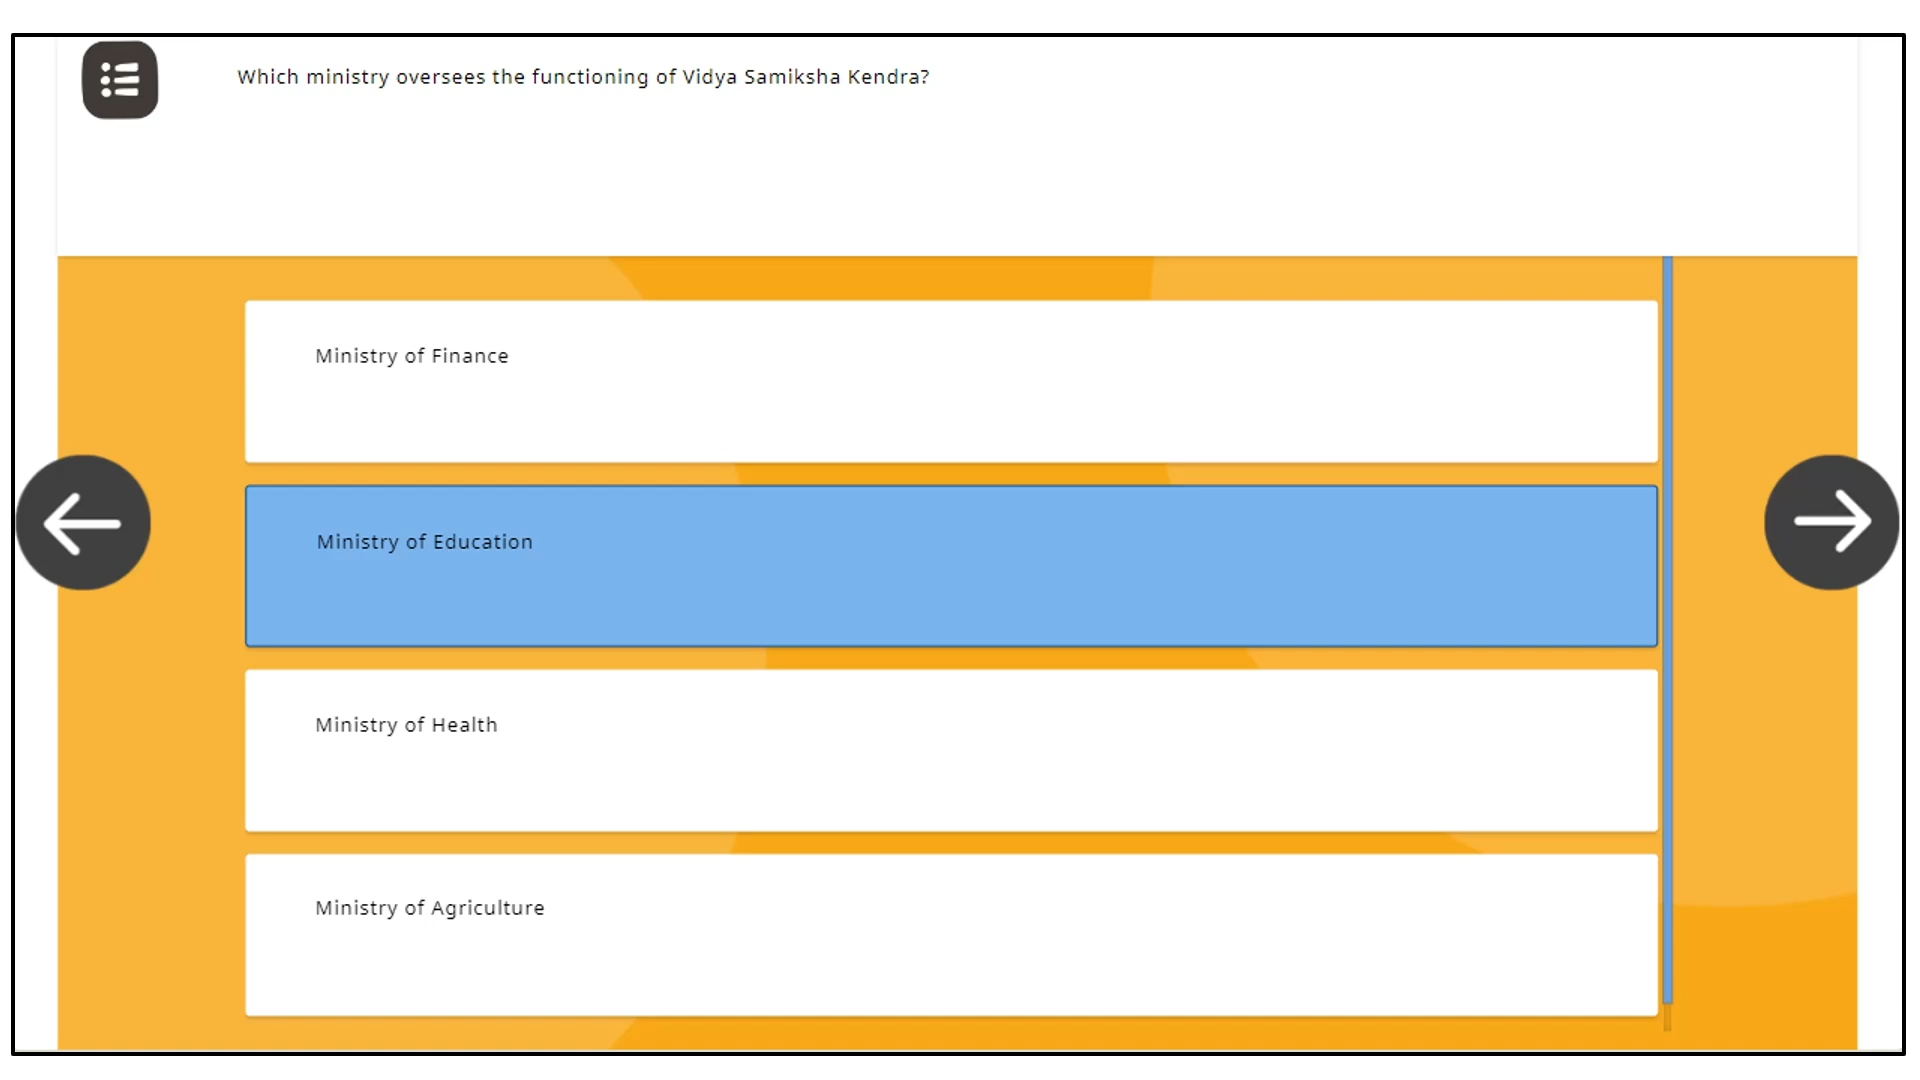 Which ministry oversees the functioning of Vidya Samiksha Kendra?
Ministry of Finance
Ministry of Education
Ministry of Health
Ministry of Agriculture